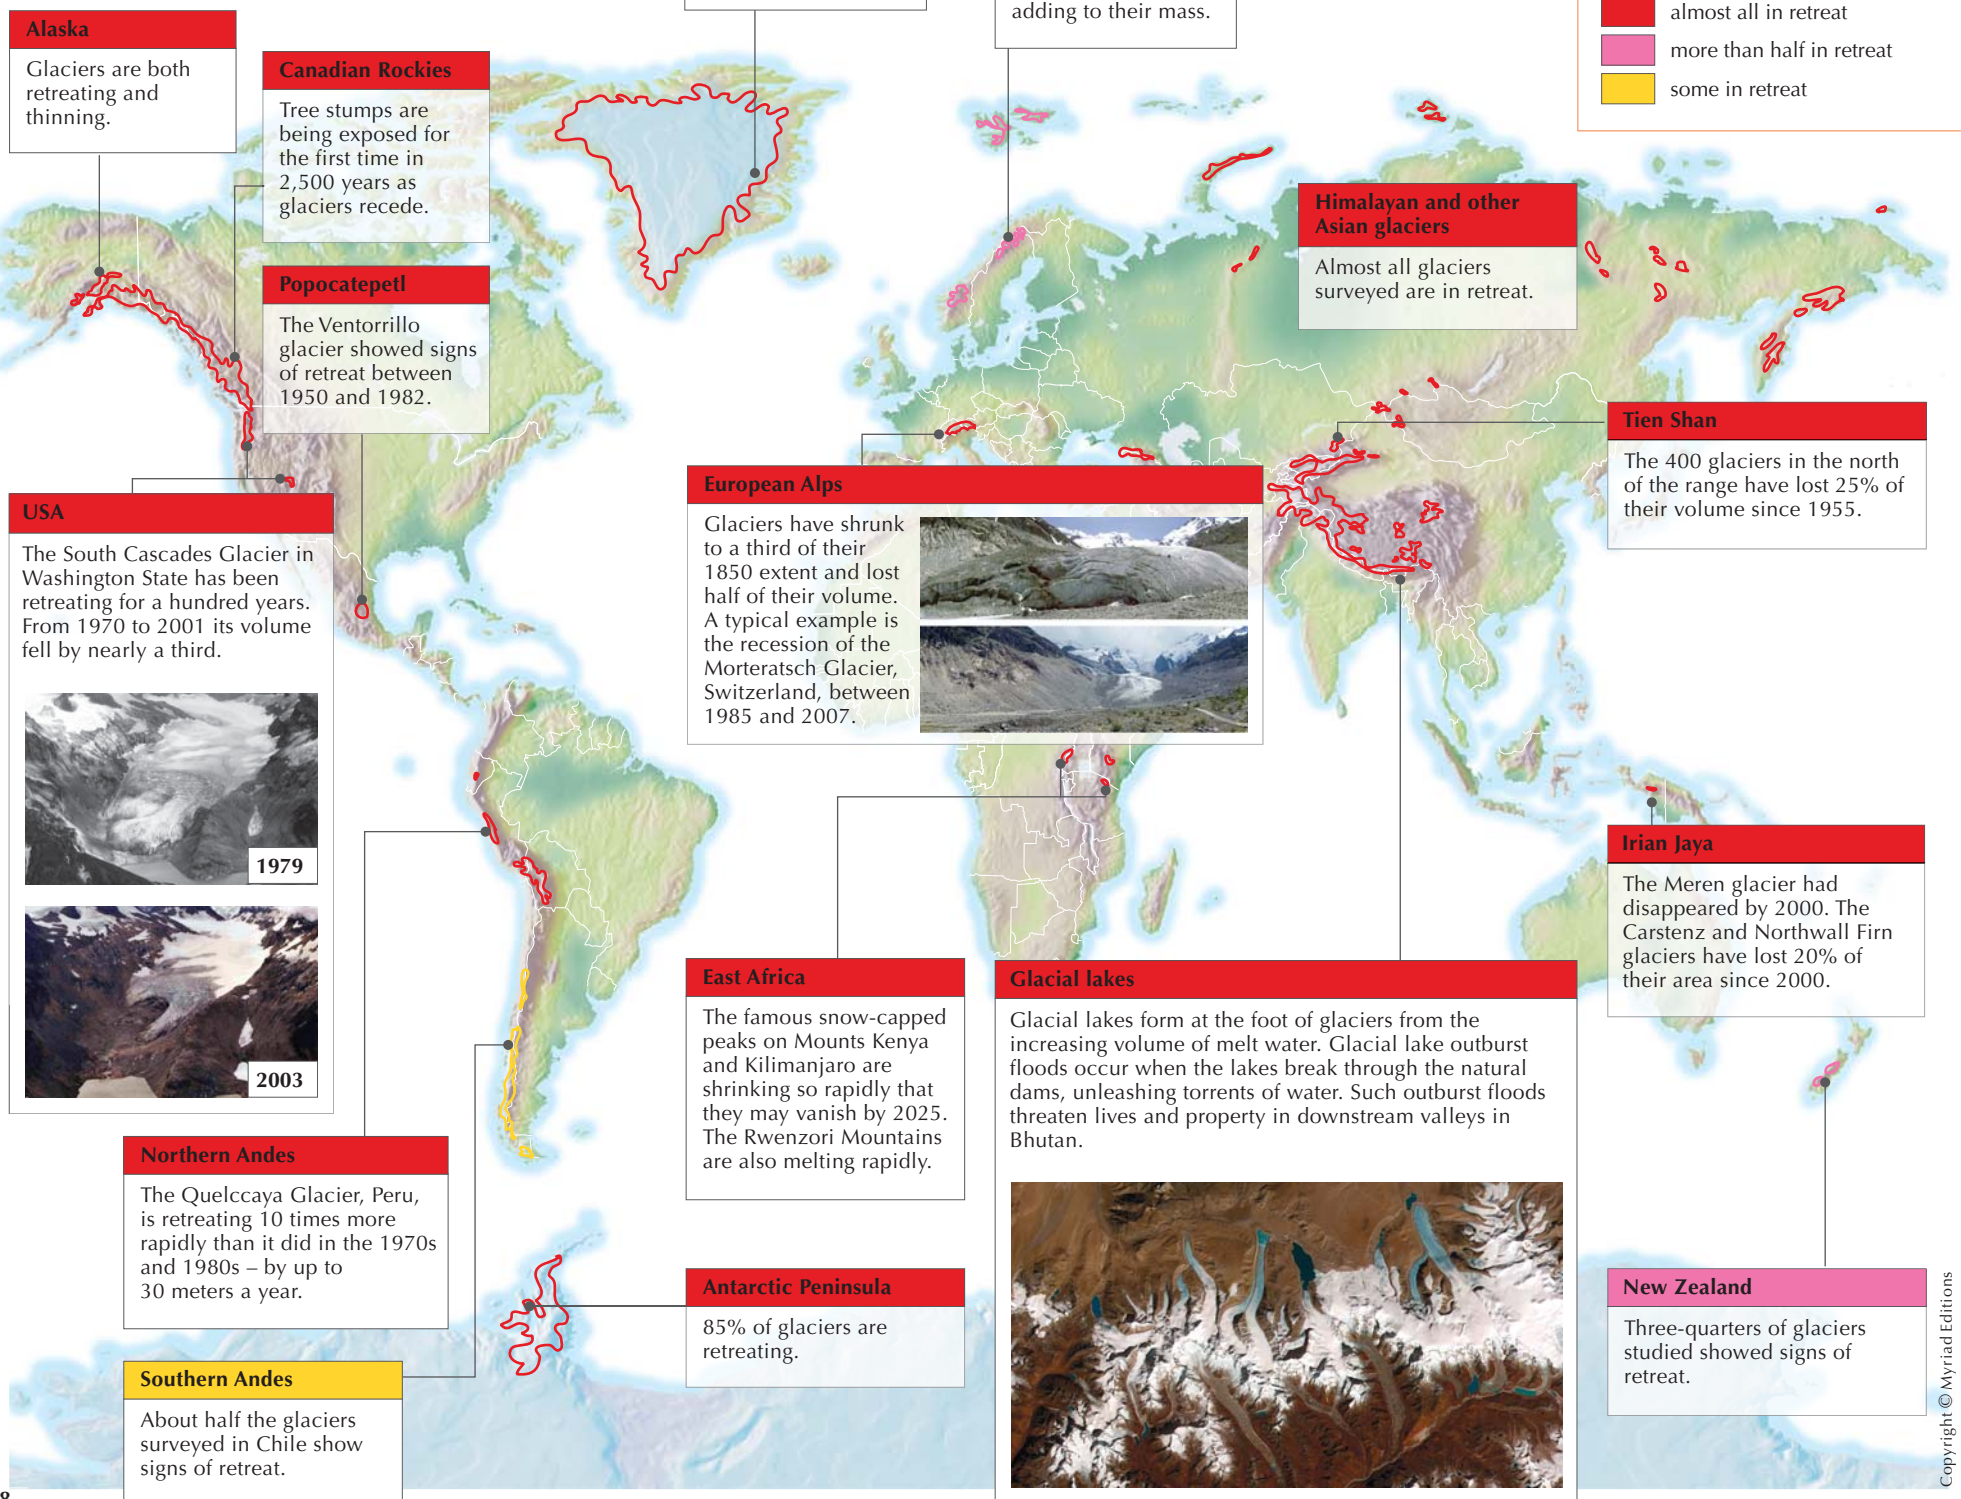 adding to their mass.
almost all in retreat
more than half in retreat
some in retreat
Alaska
Glaciers are both
retreating and
thinning.
Canadian Rockies
Tree stumps are
being exposed for
the first time in
2,500 years as
glaciers recede.
Popocatepetl
The Ventorrillo
glacier showed signs
of retreat between
1950 and 1982.
Himalayan and other
Asian glaciers
Almost all glaciers
surveyed are in retreat.
Tien Shan
The 400 glaciers in the north
of the range have lost 25% of
their volume since 1955.
USA
The South Cascades Glacier in
Washington State has been
retreating for a hundred years.
From 1970 to 2001 its volume
fell by nearly a third.
1979
2003
European Alps
Glaciers have shrunk
to a third of their
1850 extent and lost
half of their volume.
A typical example is
the recession of the
Morteratsch Glacier,
Switzerland, between
1985 and 2007.
Irian Jaya
The Meren glacier had
disappeared by 2000. The
Carstenz and Northwall Firn
glaciers have lost 20% of
their area since 2000.
East Africa
The famous snow-capped
peaks on Mounts Kenya
and Kilimanjaro are
shrinking so rapidly that
they may vanish by 2025.
The Rwenzori Mountains
are also melting rapidly.
Glacial lakes
Glacial lakes form at the foot of glaciers from the
increasing volume of melt water. Glacial lake outburst
floods occur when the lakes break through the natural
dams, unleashing torrents of water. Such outburst floods
threaten lives and property in downstream valleys in
Bhutan.
Northern Andes
The Quelccaya Glacier, Peru,
is retreating 10 times more
rapidly than it did in the 1970s
and 1980s – by up to
30 meters a year.
Antarctic Peninsula
85% of glaciers are
retreating.
New Zealand
Three-quarters of glaciers
studied showed signs of
retreat.
Southern Andes
About half the glaciers
surveyed in Chile show
signs of retreat.
Copyright © Myriad Editions